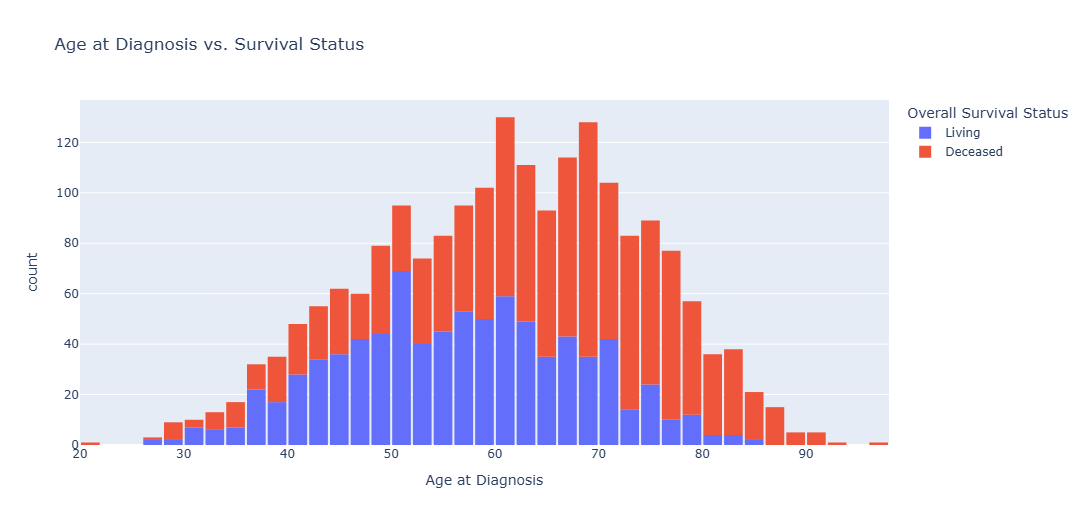 Age at Diagnosis vs. Survival Status
Overall Survival Status
Living
Deceased
count
120
100
80
60
40
20
0
20 30 40 50 60 70 80 90
Age at Diagnosis